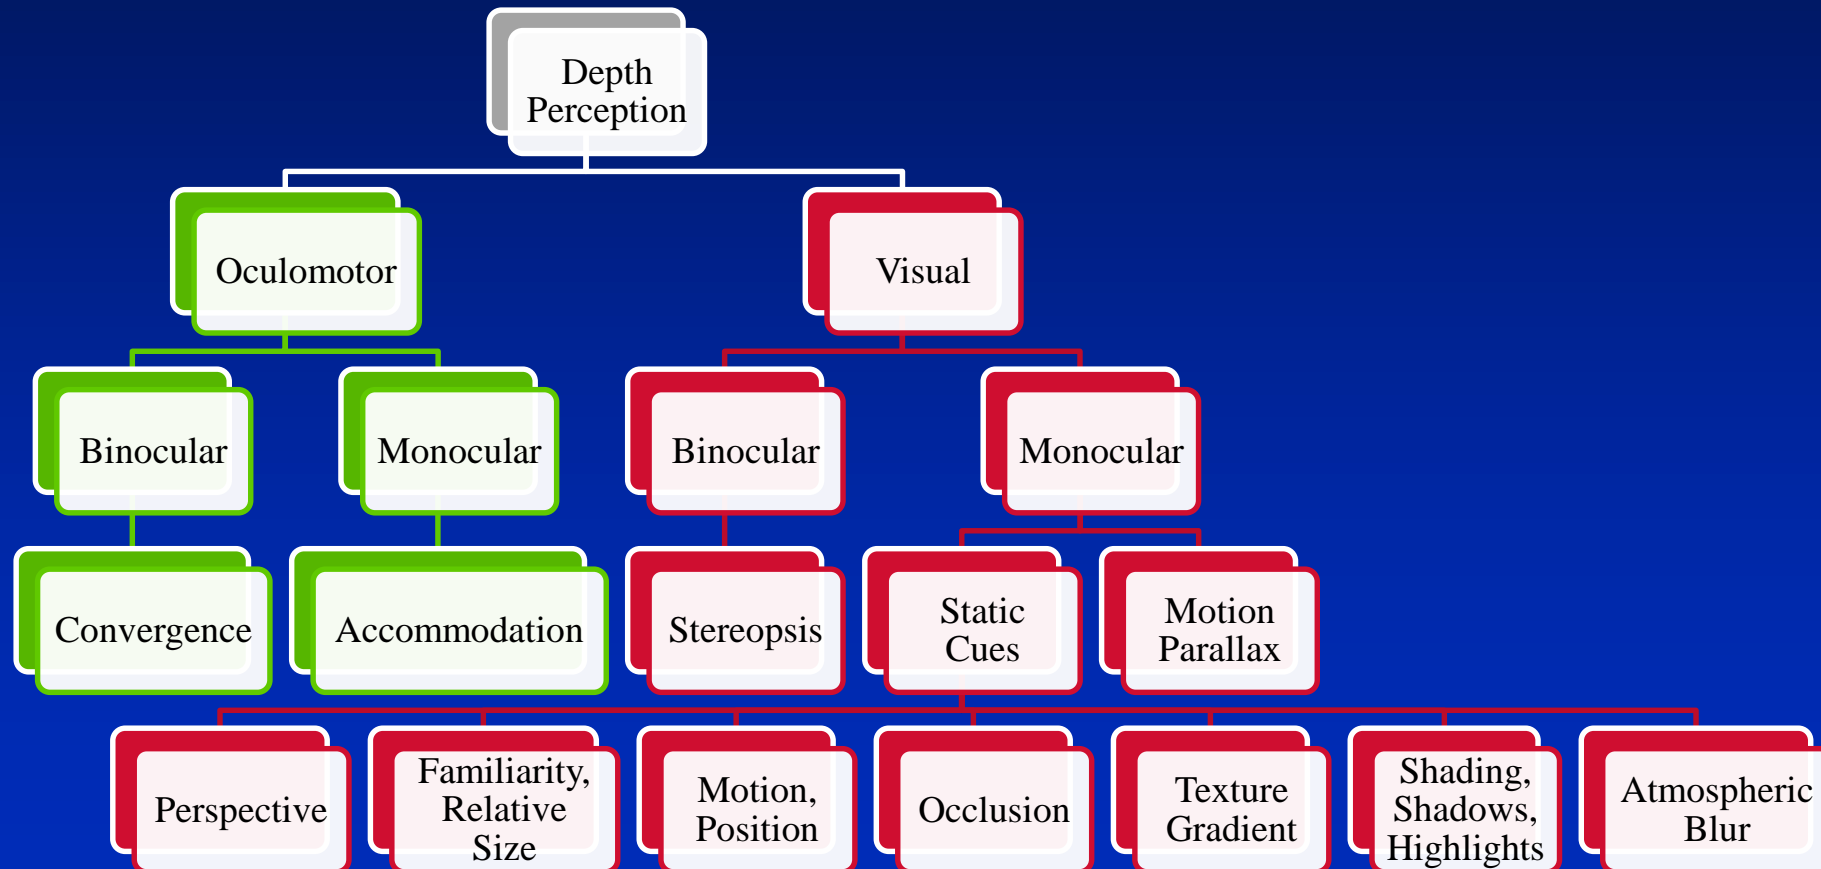 Depth
Perception
Oculomotor
Visual
Binocular
Monocular
Binocular
Monocular
Convergence
Accommodation
Stereopsis
Static
Cues
Motion
Parallax
Perspective
Familiarity,
Relative
Size
Motion,
Position
Occlusion
Texture
Gradient
Shading,
Shadows,
Highlights
Atmospheric
Blur